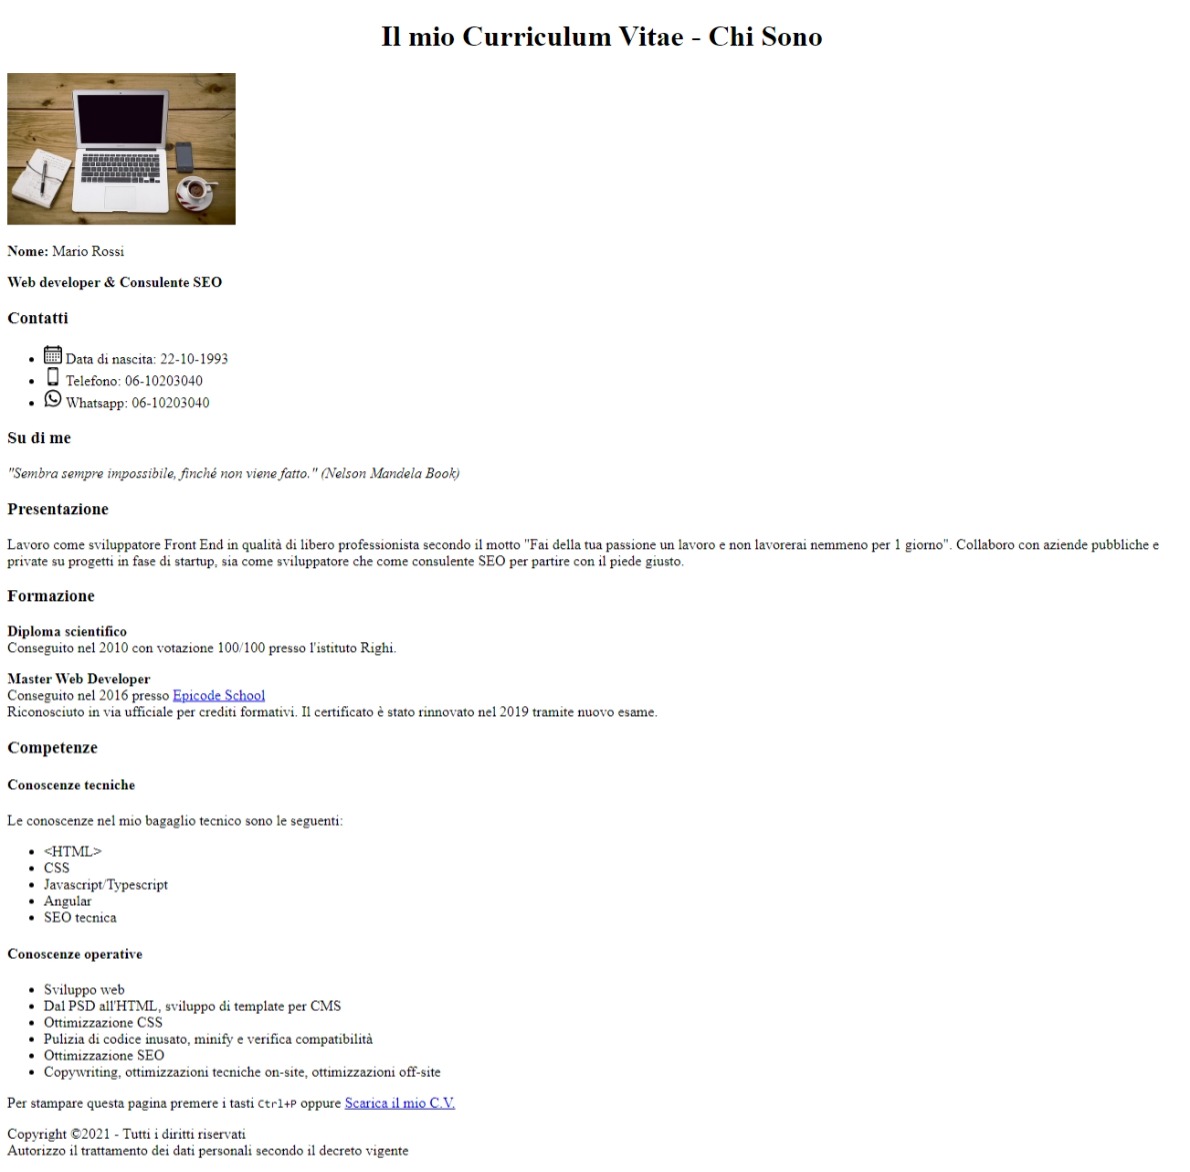 Il mio Curriculum Vitae - Chi Sono
Nome: Mario Rossi
Web developer & Consulente SEO
Contatti
Data di nascita: 22-10-1993
Telefono: 06-10203040
Whatsapp: 06-10203040
Su di me
"Sembra sempre impossibile, finché non viene fatto." (Nelson Mandela Book)
Presentazione
Lavoro come sviluppatore Front End in qualità di libero professionista secondo il motto "Fai della tua passione un lavoro e non lavorerai nemmeno per 1 giorno". Collaboro con aziende pubbliche e
private su progetti in fase di startup, sia come sviluppatore che come consulente SEO per partire con il piede giusto.
Formazione
Diploma scientifico
Conseguito nel 2010 con votazione 100/100 presso l'istituto Righi.
Master Web Developer
Conseguito nel 2016 presso Epicode School
Riconosciuto in via ufficiale per crediti formativi. Il certificato è stato rinnovato nel 2019 tramite nuovo esame.
Competenze
Conoscenze tecniche
Le conoscenze nel mio bagaglio tecnico sono le seguenti:
<HTML>
CSS
Javascript/Typescript
Angular
SEO tecnica
Conoscenze operative
Sviluppo web
Dal PSD all'HTML, sviluppo di template per CMS
Ottimizzazione CSS
Pulizia di codice inusato, minify e verifica compatibilità
Ottimizzazione SEO
Copywriting, ottimizzazioni tecniche on-site, ottimizzazioni off-site
Per stampare questa pagina premere i tasti Ctrl+P oppure Scarica il mio C.V.
Copyright ©2021 - Tutti i diritti riservati
Autorizzo il trattamento dei dati personali secondo il decreto vigente